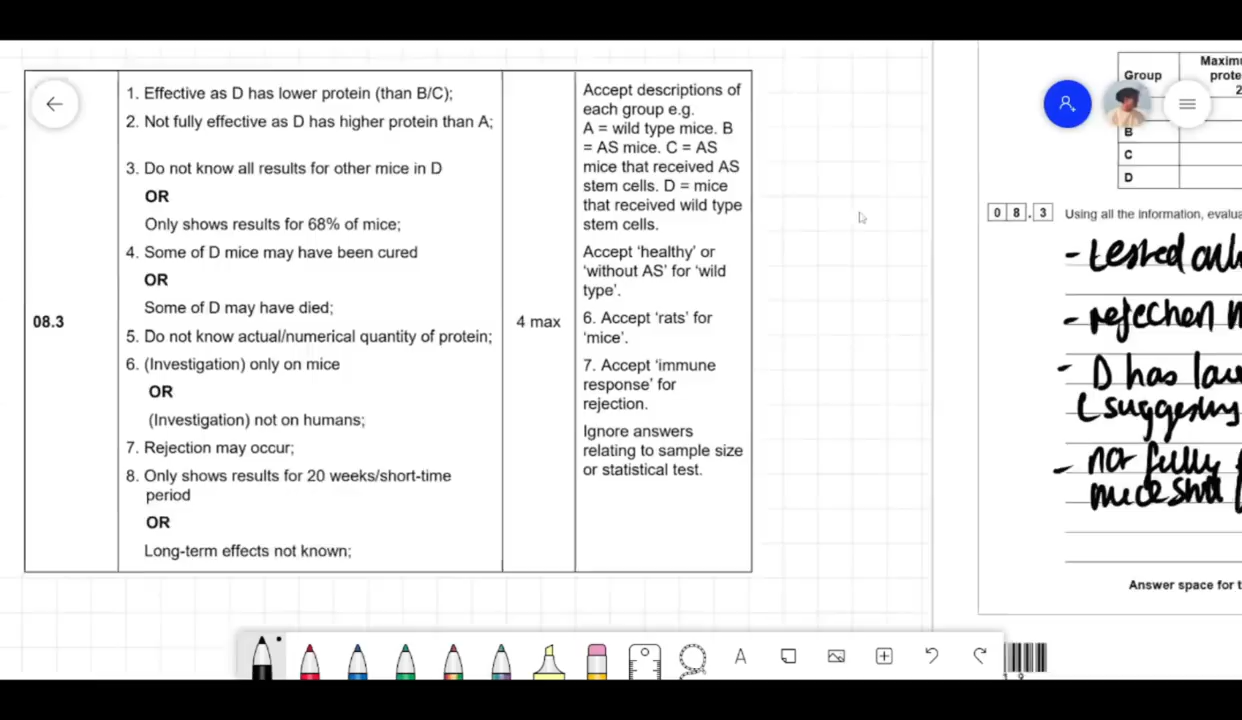 08.3
1. Effective as D has lower protein (than B/C);
2. Not fully effective as D has higher protein than A;
3. Do not know all results for other mice in D
OR
Only shows results for 68% of mice;
4. Some of D mice may have been cured
OR
Some of D may have died;
5. Do not know actual/numerical quantity of protein;
6. (Investigation) only on mice
OR
(Investigation) not on humans;
7. Rejection may occur;
8. Only shows results for 20 weeks/short-time
period
OR
Long-term effects not known;
4 max
Accept descriptions of
each group e.g.
A = wild type mice. B
= AS mice. C = AS
mice that received AS
stem cells. D = mice
that received wild type
stem cells.
Accept ‘healthy’ or
‘without AS’ for ‘wild
type’.
6. Accept ‘rats’ for
‘mice’.
7. Accept ‘immune
response’ for
rejection.
Ignore answers
relating to sample size
or statistical test.
Group
B
C
D
0 8 . 3 Using all the information,
- tested
- rejection
- D has
(suggesting
- not fully
mice
Answer space for
A